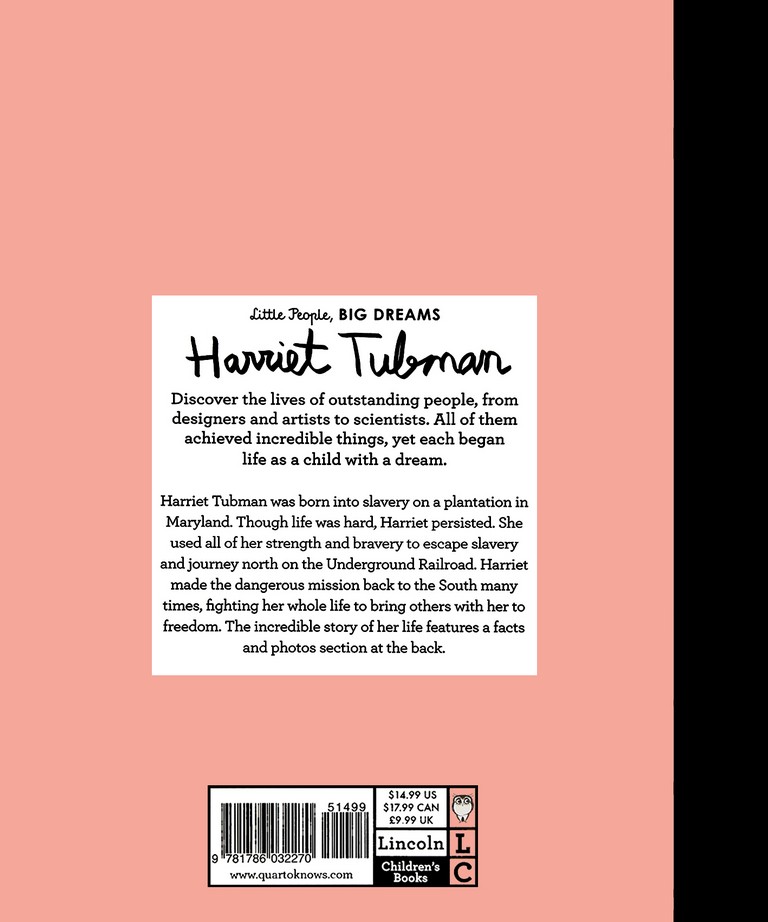 Little People, BIG DREAMS
Harriet Tubman
Discover the lives of outstanding people, from
designers and artists to scientists. All of them
achieved incredible things, yet each began
life as a child with a dream.
Harriet Tubman was born into slavery on a plantation in
Maryland. Though life was hard, Harriet persisted. She
used all of her strength and bravery to escape slavery
and journey north on the Underground Railroad. Harriet
made the dangerous mission back to the South many
times, fighting her whole life to bring others with her to
freedom. The incredible story of her life features a facts
and photos section at the back.
51499
9 781786 032270
www.quartoknows.com
$14.99 US
$17.99 CAN
£9.99 UK
Lincoln
Children's
Books
L
C